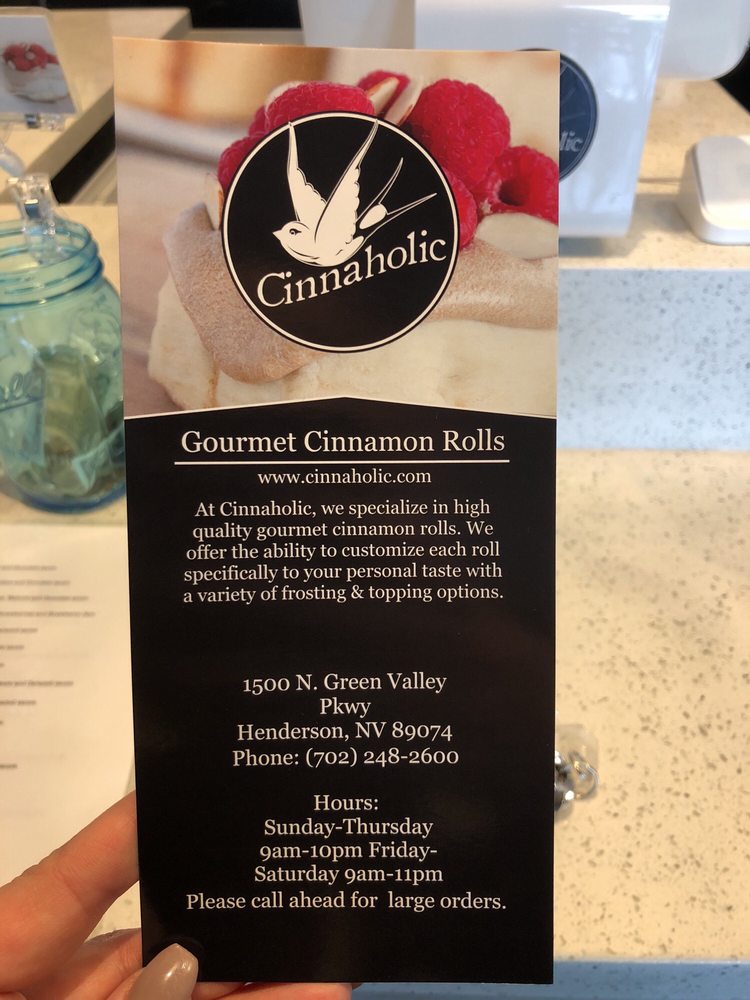 Cinnaholic
Gourmet Cinnamon Rolls
www.cinnaholic.com
At Cinnaholic, we specialize in high
quality gourmet cinnamon rolls. We
offer the ability to customize each roll
specifically to your personal taste with
a variety of frosting & topping options.
1500 N. Green Valley
Pkwy
Henderson, NV 89074
Phone: (702) 248-2600
Hours:
Sunday-Thursday
9am-10pm Friday-
Saturday 9am-11pm
Please call ahead for large orders.